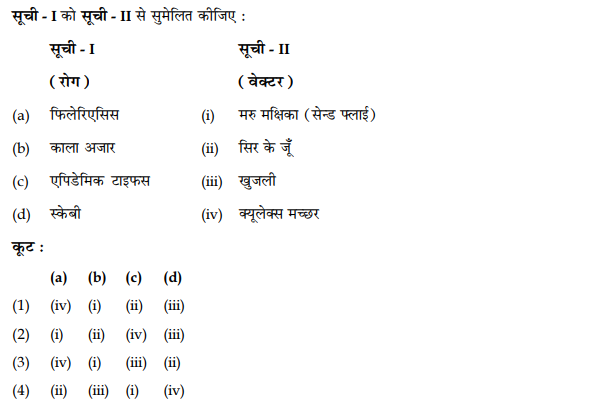 सूची - I को सूची - II से सुमेलित कीजिए :
सूची - I सूची - II
( रोग ) ( वेक्टर )
(a) फिलेरिएसिस (i) मरु मक्षिका (सेन्ड फ्लाई)
(b) काला अजार (ii) सिर के जूँ
(c) एपिडेमिक टाइफस (iii) खुजली
(d) स्केबी (iv) क्यूलेक्स मच्छर
कूट :
(a) (b) (c) (d)
(1) (iv) (i) (ii) (iii)
(2) (i) (ii) (iv) (iii)
(3) (iv) (i) (iii) (ii)
(4) (ii) (iii) (i) (iv)